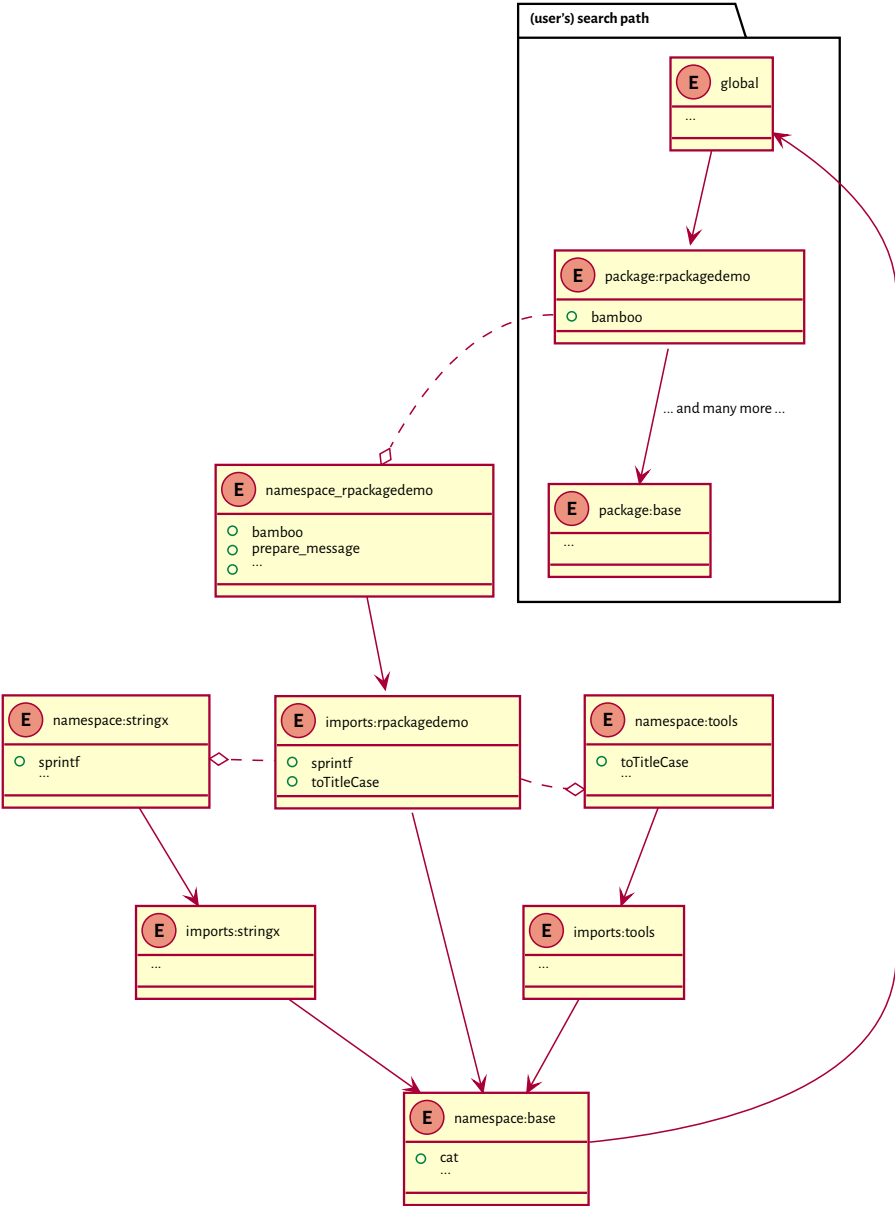 (user's) search path
E global
...
E package:rpackagedemo
bamboo
... and many more ...
E namespace_rpackagedemo
bamboo
prepare_message
...
E package:base
...
E namespace:stringx
sprintf
...
E imports:rpackagedemo
sprintf
toTitleCase
E namespace:tools
toTitleCase
...
E imports:stringx
...
E imports:tools
...
E namespace:base
cat
...